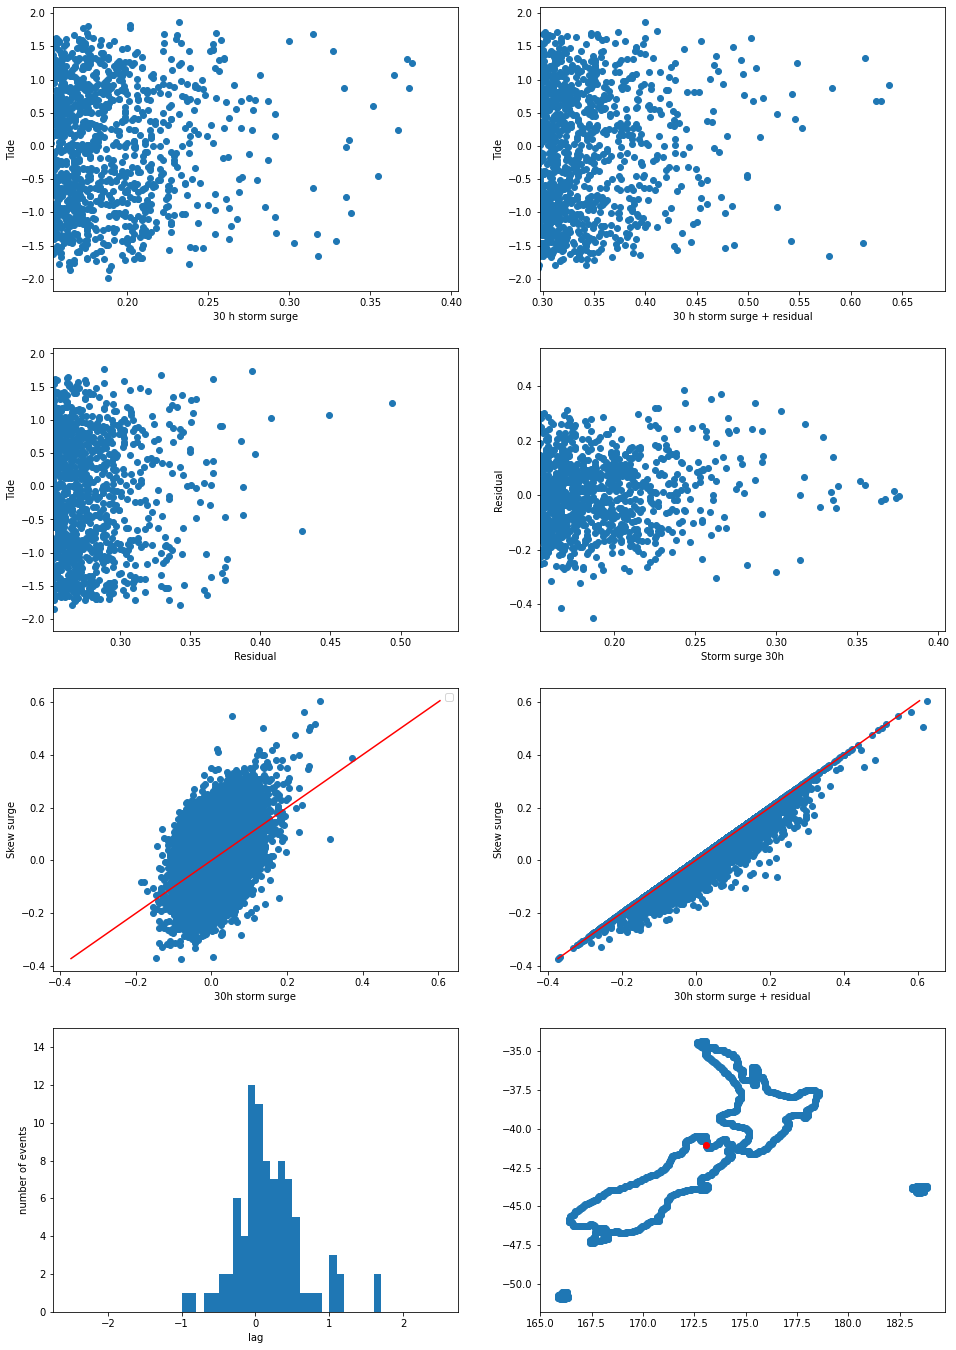 2.0
1.5
1.0
0.5
0.0
−0.5
−1.0
−1.5
−2.0
Tide
0.20 0.25 0.30 0.35 0.40
30 h storm surge
2.0
1.5
1.0
0.5
0.0
−0.5
−1.0
−1.5
−2.0
Tide
0.30 0.35 0.40 0.45 0.50 0.55 0.60 0.65
30 h storm surge + residual
2.0
1.5
1.0
0.5
0.0
−0.5
−1.0
−1.5
−2.0
Tide
0.30 0.35 0.40 0.45 0.50
Residual
0.4
0.2
0.0
−0.2
−0.4
Residual
0.20 0.25 0.30 0.35 0.40
Storm surge 30h
0.6
0.4
0.2
0.0
−0.2
−0.4
Skew surge
−0.4 −0.2 0.0 0.2 0.4 0.6
30h storm surge
0.6
0.4
0.2
0.0
−0.2
−0.4
Skew surge
−0.4 −0.2 0.0 0.2 0.4 0.6
30h storm surge + residual
14
12
10
8
6
4
2
0
number of events
−2 −1 0 1 2
lag
−35.0
−37.5
−40.0
−42.5
−45.0
−47.5
−50.0
165.0 167.5 170.0 172.5 175.0 177.5 180.0 182.5